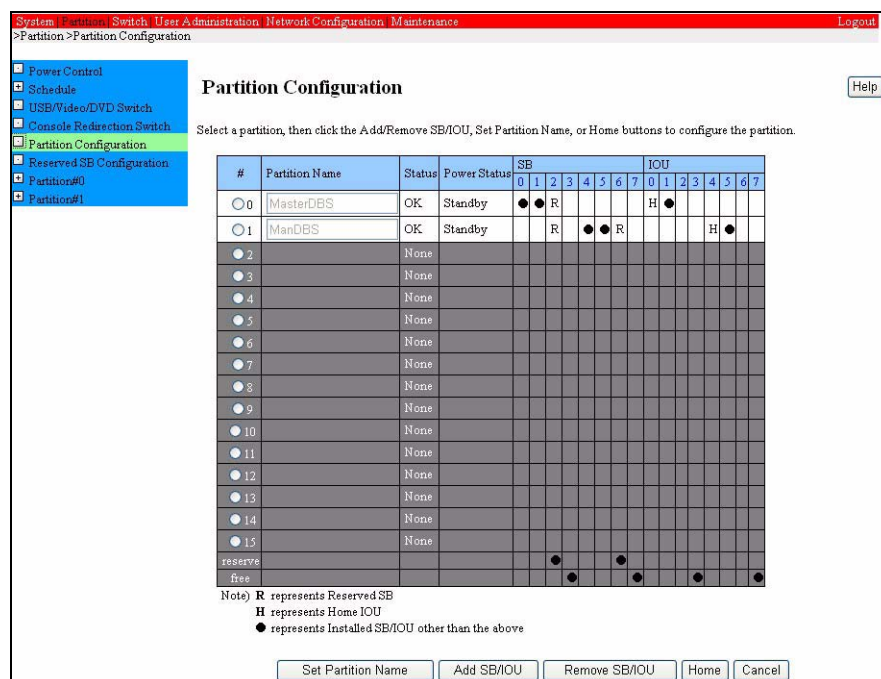 System | Partition | Switch | User Administration | Network Configuration | Maintenance Logout
>Partition >Partition Configuration
Power Control
Schedule
USB/Video/DVD Switch
Console Redirection Switch
Partition Configuration
Reserved SB Configuration
Partition#0
Partition#1
Partition Configuration
Help
Select a partition, then click the Add/Remove SB/IOU, Set Partition Name, or Home buttons to configure the partition.
# Partition Name Status Power Status SB IOU
0 1 2 3 4 5 6 7 0 1 2 3 4 5 6 7
0 MasterDBS OK Standby ● ● R H ●
1 ManDBS OK Standby R ● ● R H ●
2 None
3 None
4 None
5 None
6 None
7 None
8 None
9 None
10 None
11 None
12 None
13 None
14 None
15 None
reserve ● ●
free ● ● ● ●
Note) R represents Reserved SB
H represents Home IOU
● represents Installed SB/IOU other than the above
Set Partition Name Add SB/IOU Remove SB/IOU Home Cancel